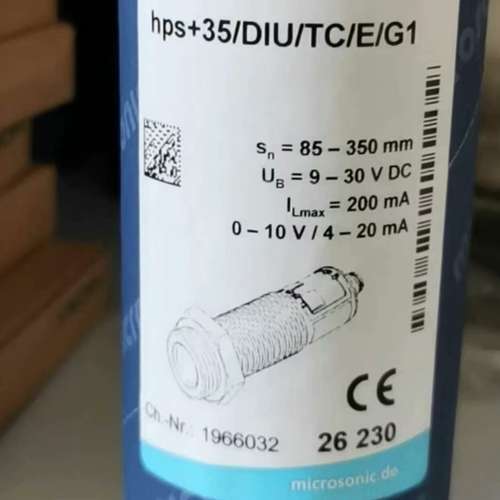 hps+35/DIU/TC/E/G1
sn = 85 – 350 mm
UB = 9 – 30 V DC
ILmax = 200 mA
0 – 10 V / 4 – 20 mA
CE
Ch.-Nr.: 1966032 26 230
microsonic.de